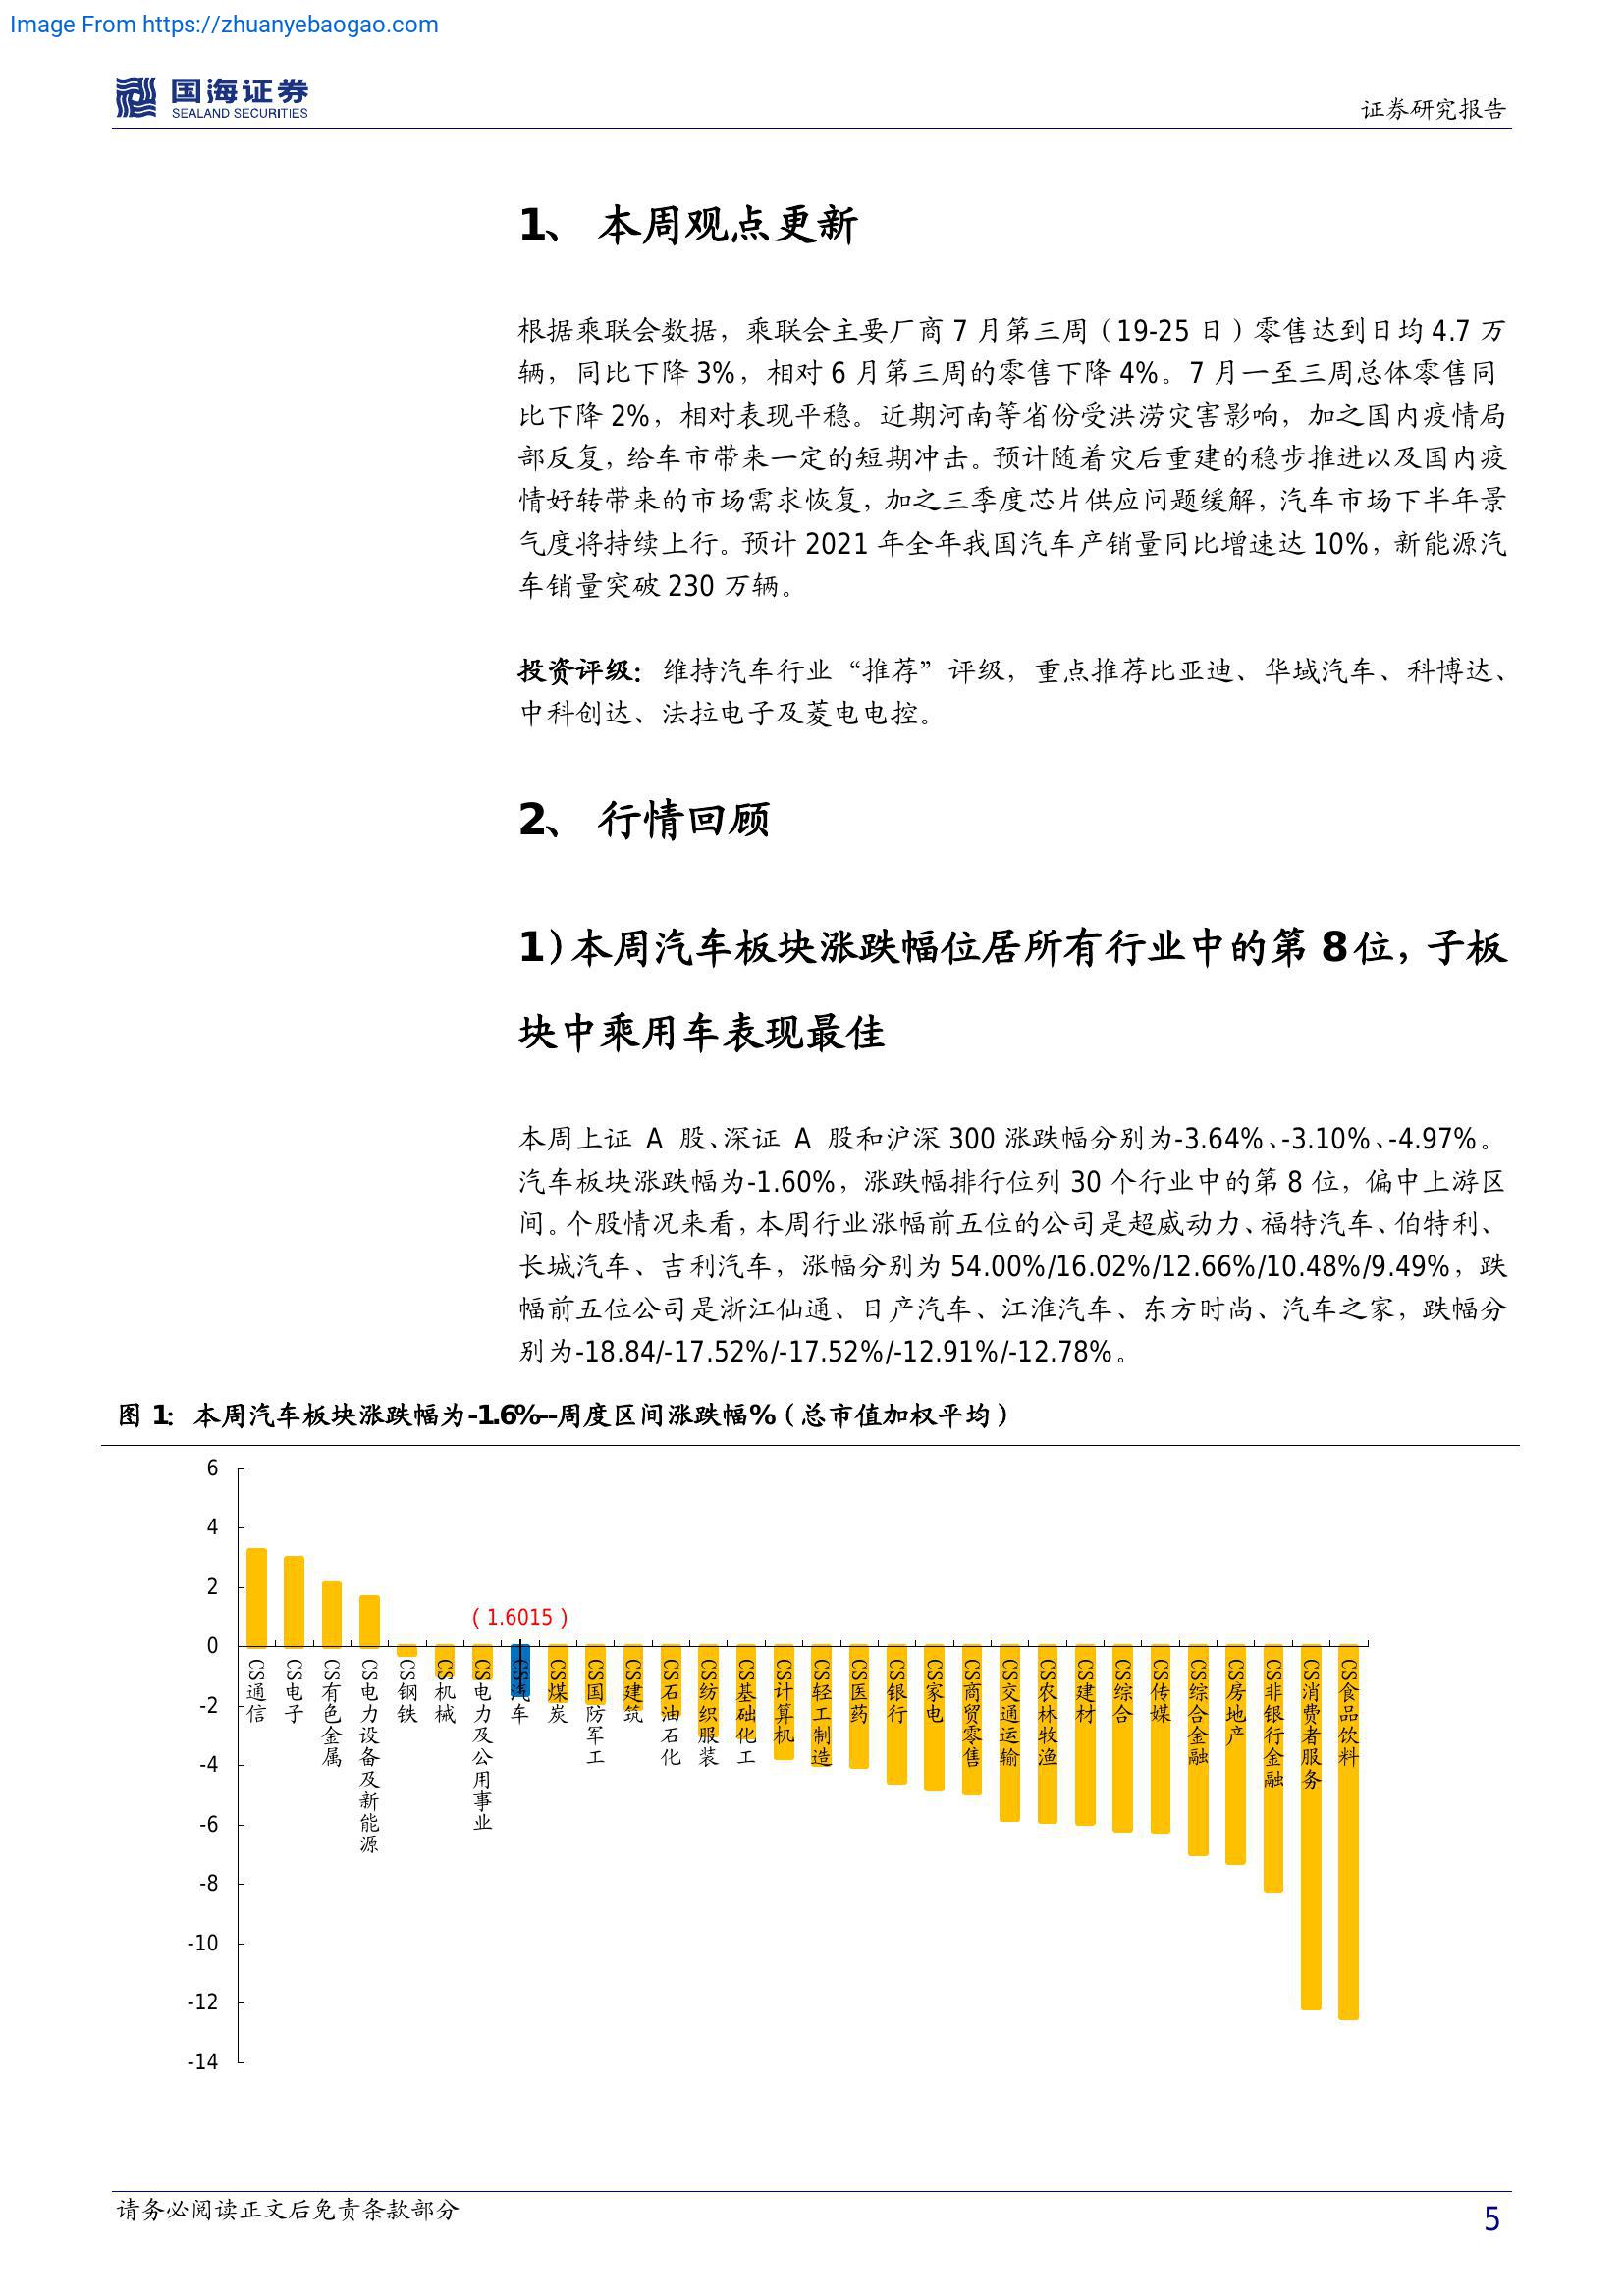 Image From https://zhuanyebaogao.com
国海证券
SEALAND SECURITIES
证券研究报告
1、 本周观点更新
根据乘联会数据，乘联会主要厂商 7 月第三周（19-25 日）零售达到日均 4.7 万
辆，同比下降 3%，相对 6 月第三周的零售下降 4%。7 月一至三周总体零售同
比下降 2%，相对表现平稳。近期河南等省份受洪涝灾害影响，加之国内疫情局
部反复，给车市带来一定的短期冲击。预计随着灾后重建的稳步推进以及国内疫
情好转带来的市场需求恢复，加之三季度芯片供应问题缓解，汽车市场下半年景
气度将持续上行。预计 2021 年全年我国汽车产销量同比增速达 10%，新能源汽
车销量突破 230 万辆。
投资评级：维持汽车行业“推荐”评级，重点推荐比亚迪、华域汽车、科博达、
中科创达、法拉电子及菱电电控。
2、 行情回顾
1）本周汽车板块涨跌幅位居所有行业中的第 8 位，子板
块中乘用车表现最佳
本周上证 A 股、深证 A 股和沪深 300 涨跌幅分别为-3.64%、-3.10%、-4.97%。
汽车板块涨跌幅为-1.60%，涨跌幅排行位列 30 个行业中的第 8 位，偏中上游区
间。个股情况来看，本周行业涨幅前五位的公司是超威动力、福特汽车、伯特利、
长城汽车、吉利汽车，涨幅分别为 54.00%/16.02%/12.66%/10.48%/9.49%，跌
幅前五位公司是浙江仙通、日产汽车、江淮汽车、东方时尚、汽车之家，跌幅分
别为-18.84/-17.52%/-17.52%/-12.91%/-12.78%。
图 1：本周汽车板块涨跌幅为-1.6%--周度区间涨跌幅%（总市值加权平均）
6
4
2
0
-2
-4
-6
-8
-10
-12
-14
（1.6015）
CS通信
CS电子
CS有色金属
CS电力设备及新能源
CS钢铁
CS机械
CS电力及公用事业
CS汽车
CS煤炭
CS国防军工
CS建筑
CS石油石化
CS纺织服装
CS基础化工
CS计算机
CS轻工制造
CS医药
CS银行
CS家电
CS商贸零售
CS交通运输
CS农林牧渔
CS建材
CS综合
CS传媒
CS综合金融
CS房地产
CS非银行金融
CS消费者服务
CS食品饮料
请务必阅读正文后免责条款部分
5